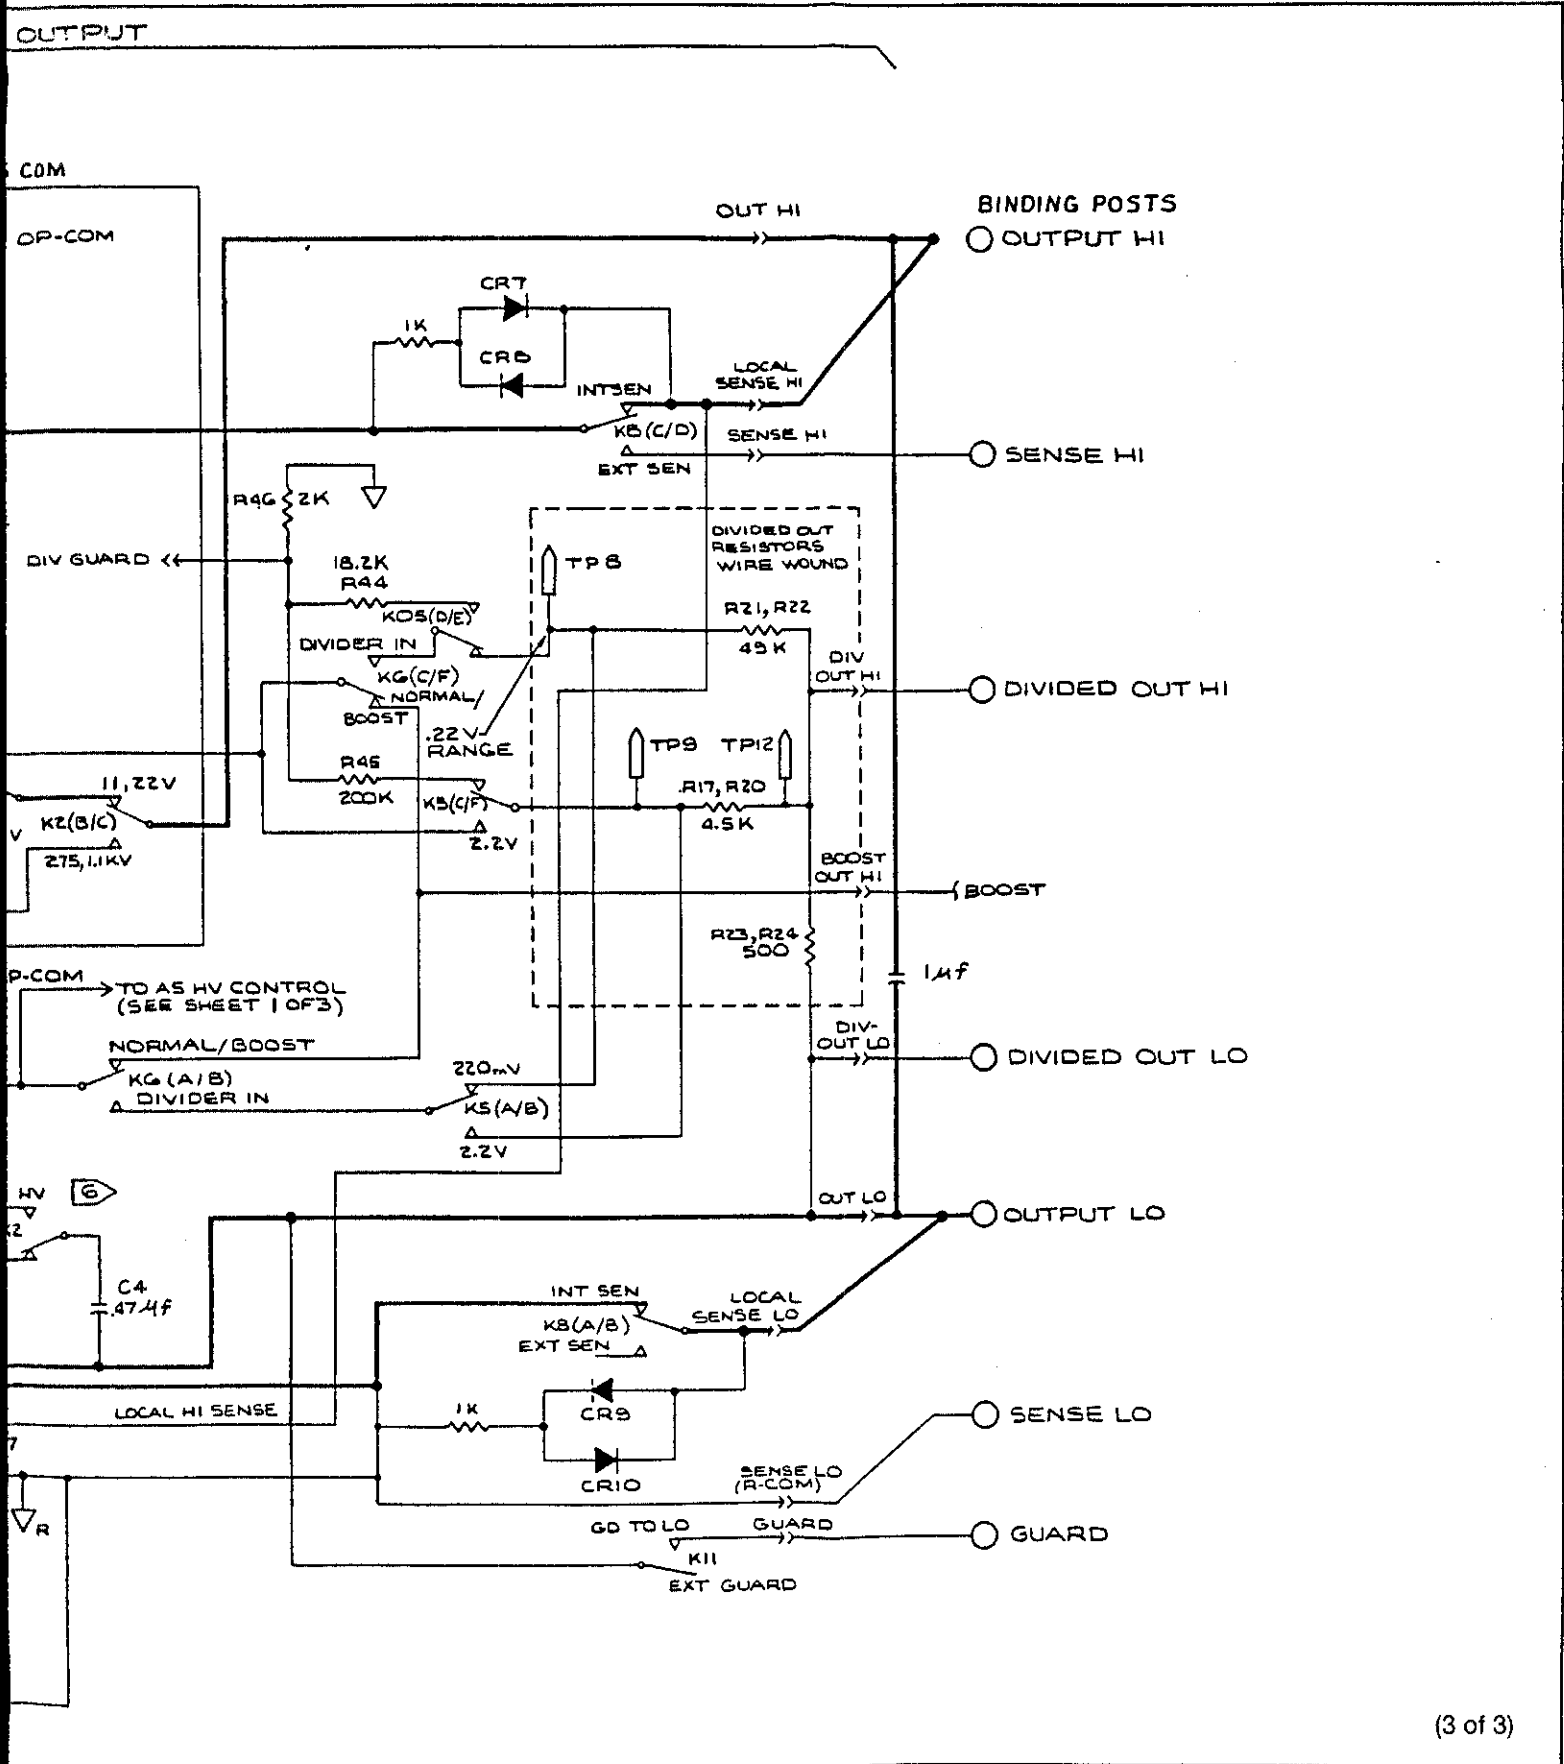 OUTPUT
COM
OP-COM
OUT HI
BINDING POSTS
OUTPUT HI
CR7
1K
CR8
INTSEN
LOCAL
SENSE HI
K8(C/D)
SENSE HI
EXT SEN
SENSE HI
R46 2K
DIV GUARD
18.2K
R44
TP8
DIVIDED OUT
RESISTORS
WIRE WOUND
K05(D/E)
R21, R22
49K
DIVIDER IN
K6(C/F)
NORMAL/
BOOST
DIV
OUT HI
DIVIDED OUT HI
.22V
RANGE
TP9
TP12
R45
200K
K5(C/F)
2.2V
R17, R20
4.5K
11,22V
K2(B/C)
V
275,1.1KV
BOOST
OUT HI
BOOST
R23,R24
500
1µf
P-COM
TO A5 HV CONTROL
(SEE SHEET 1 OF3)
NORMAL/BOOST
K6(A/B)
DIVIDER IN
220mV
K5(A/B)
2.2V
DIV-
OUT LO
DIVIDED OUT LO
HV
6
OUT LO
OUTPUT LO
C4
.47µf
INT SEN
K8(A/B)
EXT SEN
LOCAL
SENSE LO
LOCAL HI SENSE
1K
CR9
CR10
SENSE LO
7
R
SENSE LO
(R-COM)
GD TO LO
GUARD
GUARD
K11
EXT GUARD
(3 of 3)